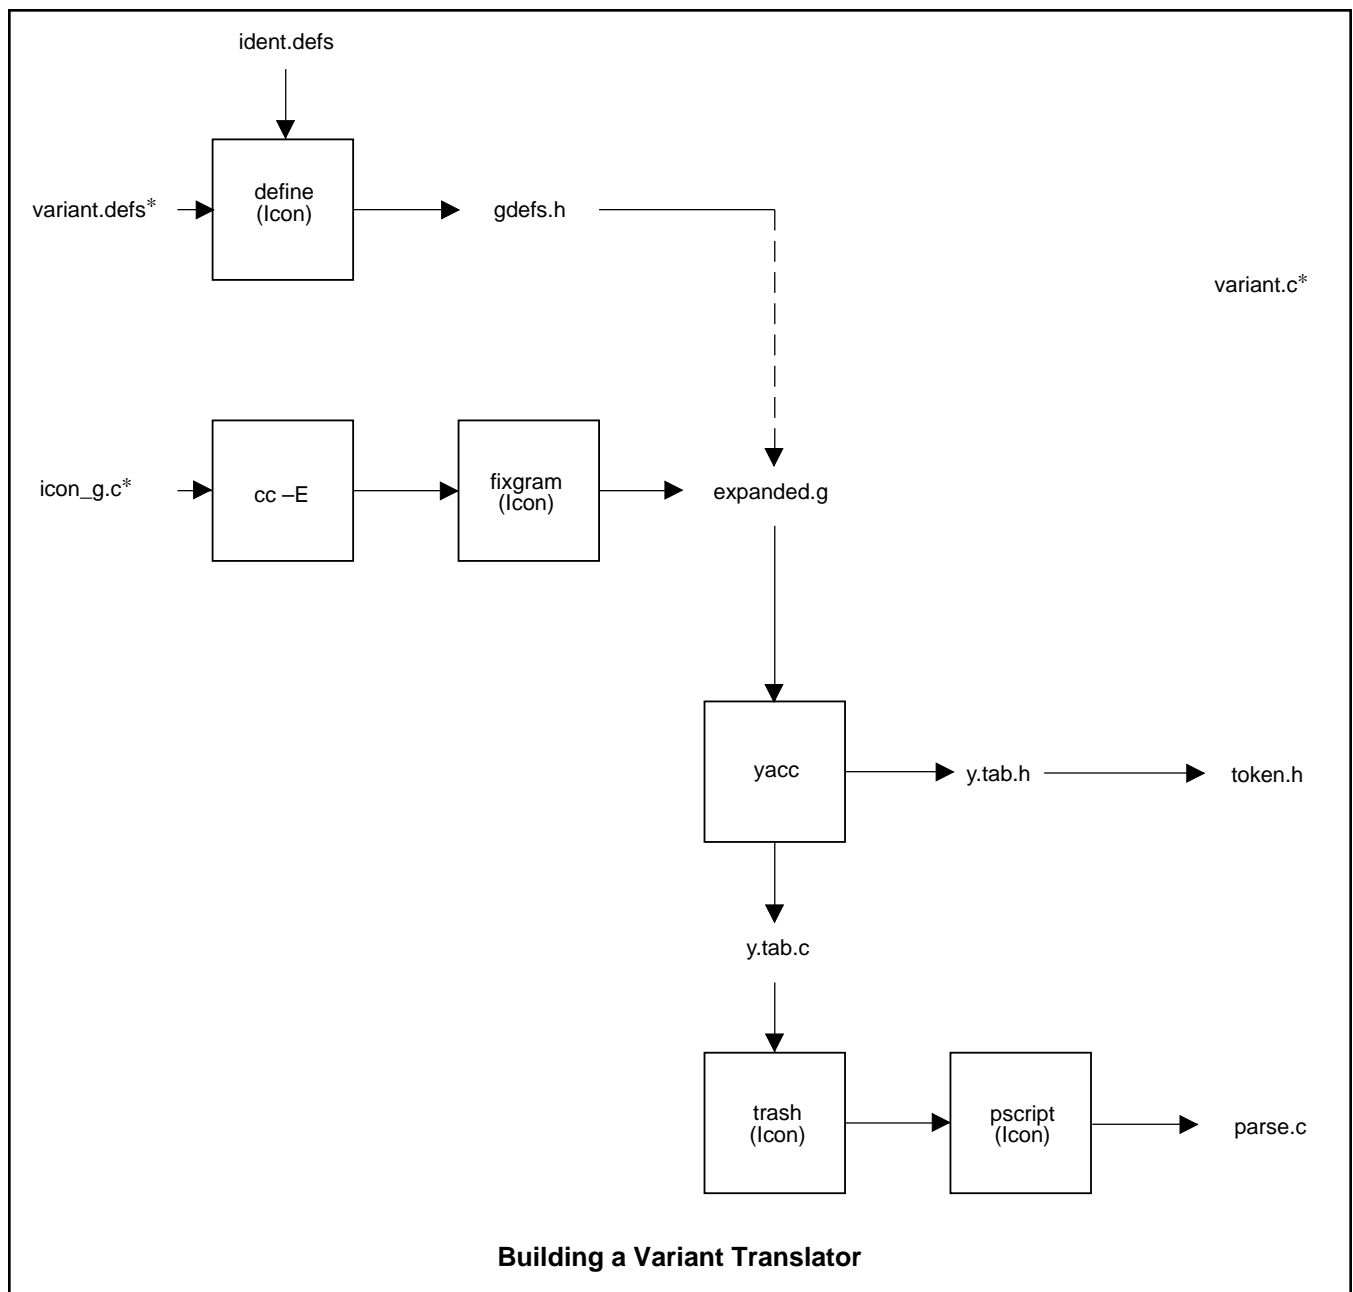 ident.defs
variant.defs*
define
(Icon)
gdefs.h
variant.c*
icon_g.c*
cc –E
fixgram
(Icon)
expanded.g
yacc
y.tab.h
token.h
y.tab.c
trash
(Icon)
pscript
(Icon)
parse.c
Building a Variant Translator